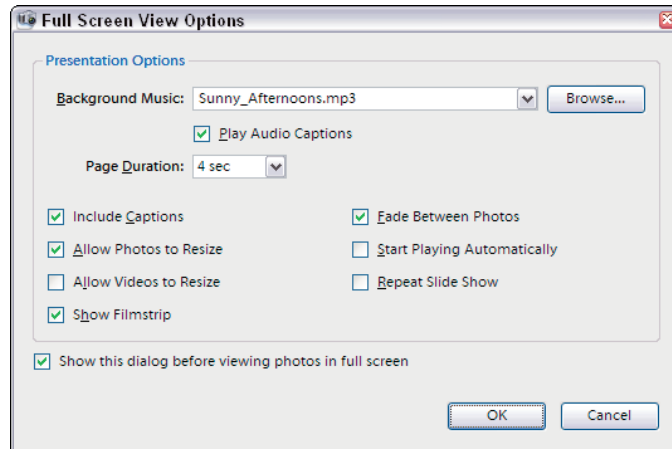 Full Screen View Options
Presentation Options
Background Music: Sunny_Afternoons.mp3 Browse...
Play Audio Captions
Page Duration: 4 sec
Include Captions Fade Between Photos
Allow Photos to Resize Start Playing Automatically
Allow Videos to Resize Repeat Slide Show
Show Filmstrip
Show this dialog before viewing photos in full screen
OK Cancel